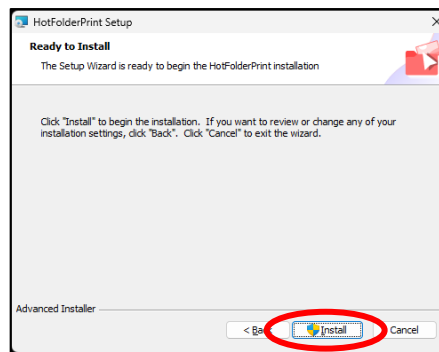 HotFolderPrint Setup
Ready to Install
The Setup Wizard is ready to begin the HotFolderPrint installation
Click "Install" to begin the installation. If you want to review or change any of your
installation settings, click "Back". Click "Cancel" to exit the wizard.
Advanced Installer
< Bac Install Cancel